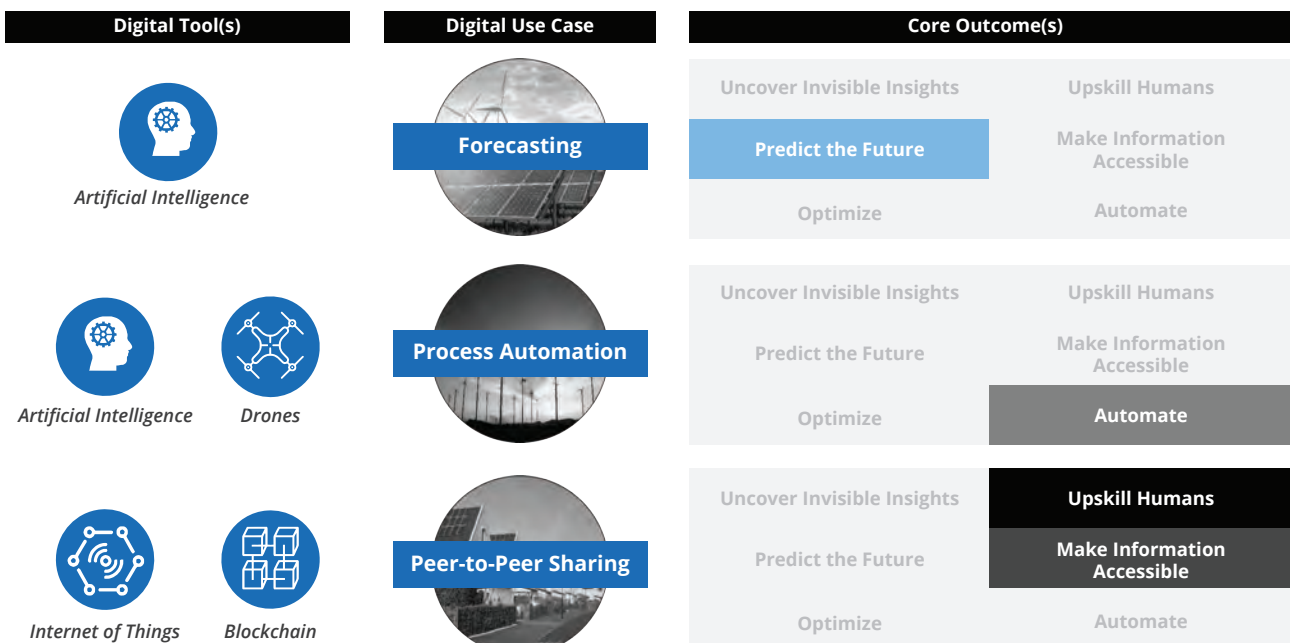 Digital Tool(s)
Digital Use Case
Core Outcome(s)
Artificial Intelligence
Forecasting
Uncover Invisible Insights
Upskill Humans
Predict the Future
Make Information
Accessible
Optimize
Automate
Artificial Intelligence
Drones
Process Automation
Uncover Invisible Insights
Upskill Humans
Predict the Future
Make Information
Accessible
Optimize
Automate
Internet of Things
Blockchain
Peer-to-Peer Sharing
Uncover Invisible Insights
Upskill Humans
Predict the Future
Make Information
Accessible
Optimize
Automate